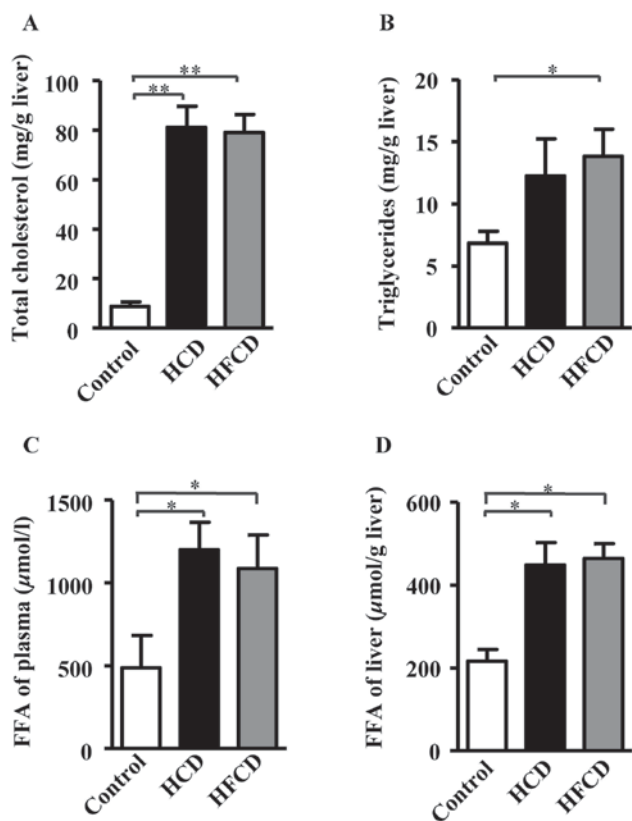 A
Total cholesterol (mg/g liver)
100
80
60
40
20
0
**
**
Control
HCD
HFCD
B
Triglycerides (mg/g liver)
20
15
10
5
0
*
Control
HCD
HFCD
C
FFA of plasma (µmol/l)
1500
1000
500
0
*
*
Control
HCD
HFCD
D
FFA of liver (µmol/g liver)
600
400
200
0
*
*
Control
HCD
HFCD